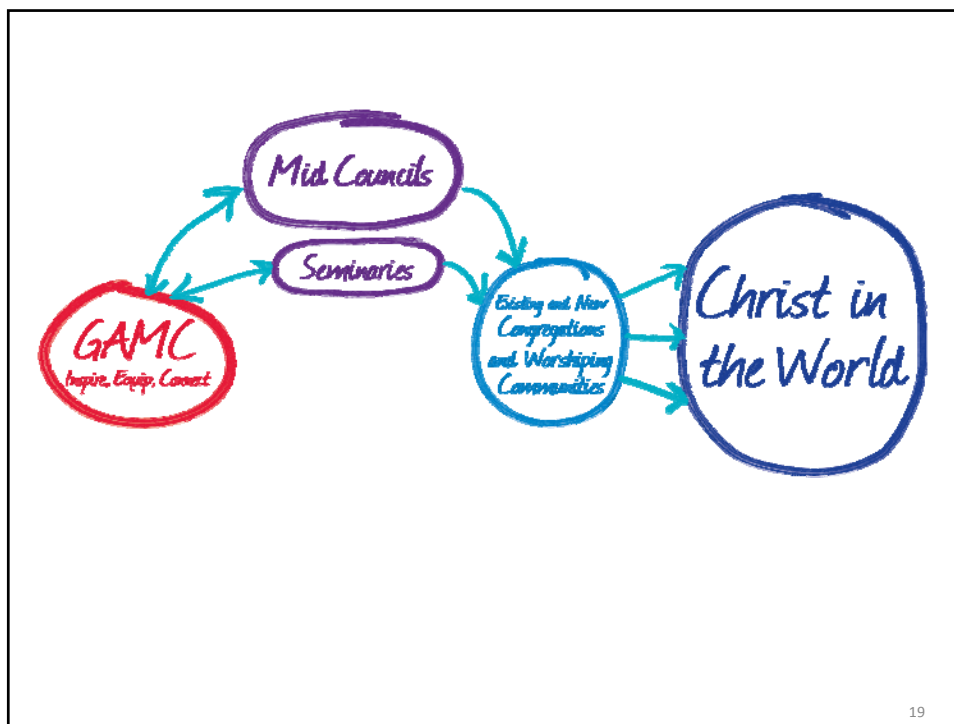 Mid Councils
Seminaries
GAMC
Inspire, Equip, Connect
Existing and New
Congregations
and Worshiping
Communities
Christ in
the World
19